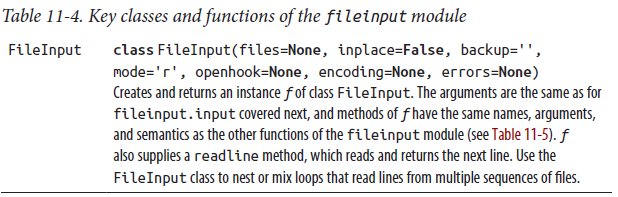 Table 11-4. Key classes and functions of the fileinput module
FileInput class FileInput(files=None, inplace=False, backup='',
mode='r', openhook=None, encoding=None, errors=None)
Creates and returns an instance f of class FileInput. The arguments are the same as for
fileinput.input covered next, and methods of f have the same names, arguments,
and semantics as the other functions of the fileinput module (see Table 11-5). f
also supplies a readline method, which reads and returns the next line. Use the
FileInput class to nest or mix loops that read lines from multiple sequences of files.